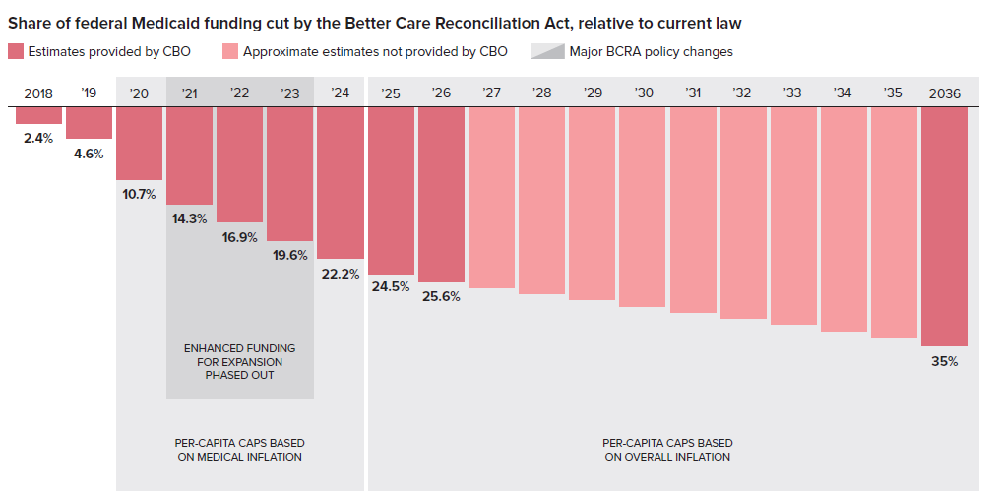 Share of federal Medicaid funding cut by the Better Care Reconciliation Act, relative to current law
Estimates provided by CBO Approximate estimates not provided by CBO Major BCRA policy changes
2018 ’19 ’20 ’21 ’22 ’23 ’24 ’25 ’26 ’27 ’28 ’29 ’30 ’31 ’32 ’33 ’34 ’35 2036
2.4%
4.6%
10.7%
14.3%
16.9%
19.6%
22.2%
24.5%
25.6%
35%
ENHANCED FUNDING
FOR EXPANSION
PHASED OUT
PER-CAPITA CAPS BASED
ON MEDICAL INFLATION
PER-CAPITA CAPS BASED
ON OVERALL INFLATION